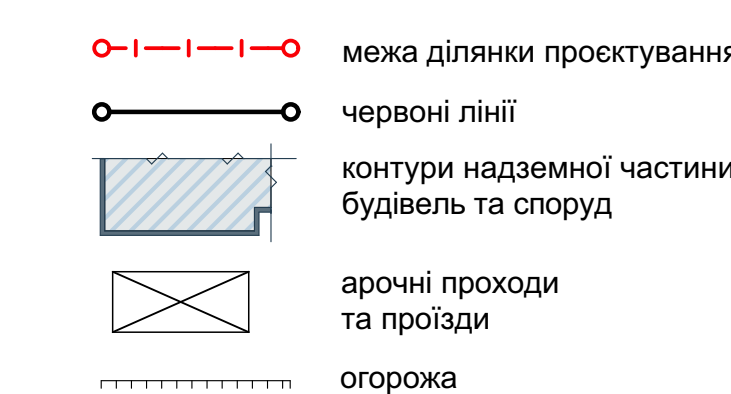 межа ділянки проєктування
червоні лінії
контури надземної частини
будівель та споруд
арочні проходи
та проїзди
огорожа